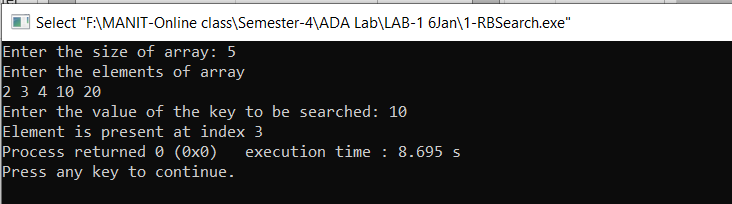 Select "F:\MANIT-Online class\Semester-4\ADA Lab\LAB-1 6Jan\1-RBSearch.exe"
Enter the size of array: 5
Enter the elements of array
2 3 4 10 20
Enter the value of the key to be searched: 10
Element is present at index 3
Process returned 0 (0x0)   execution time : 8.695 s
Press any key to continue.